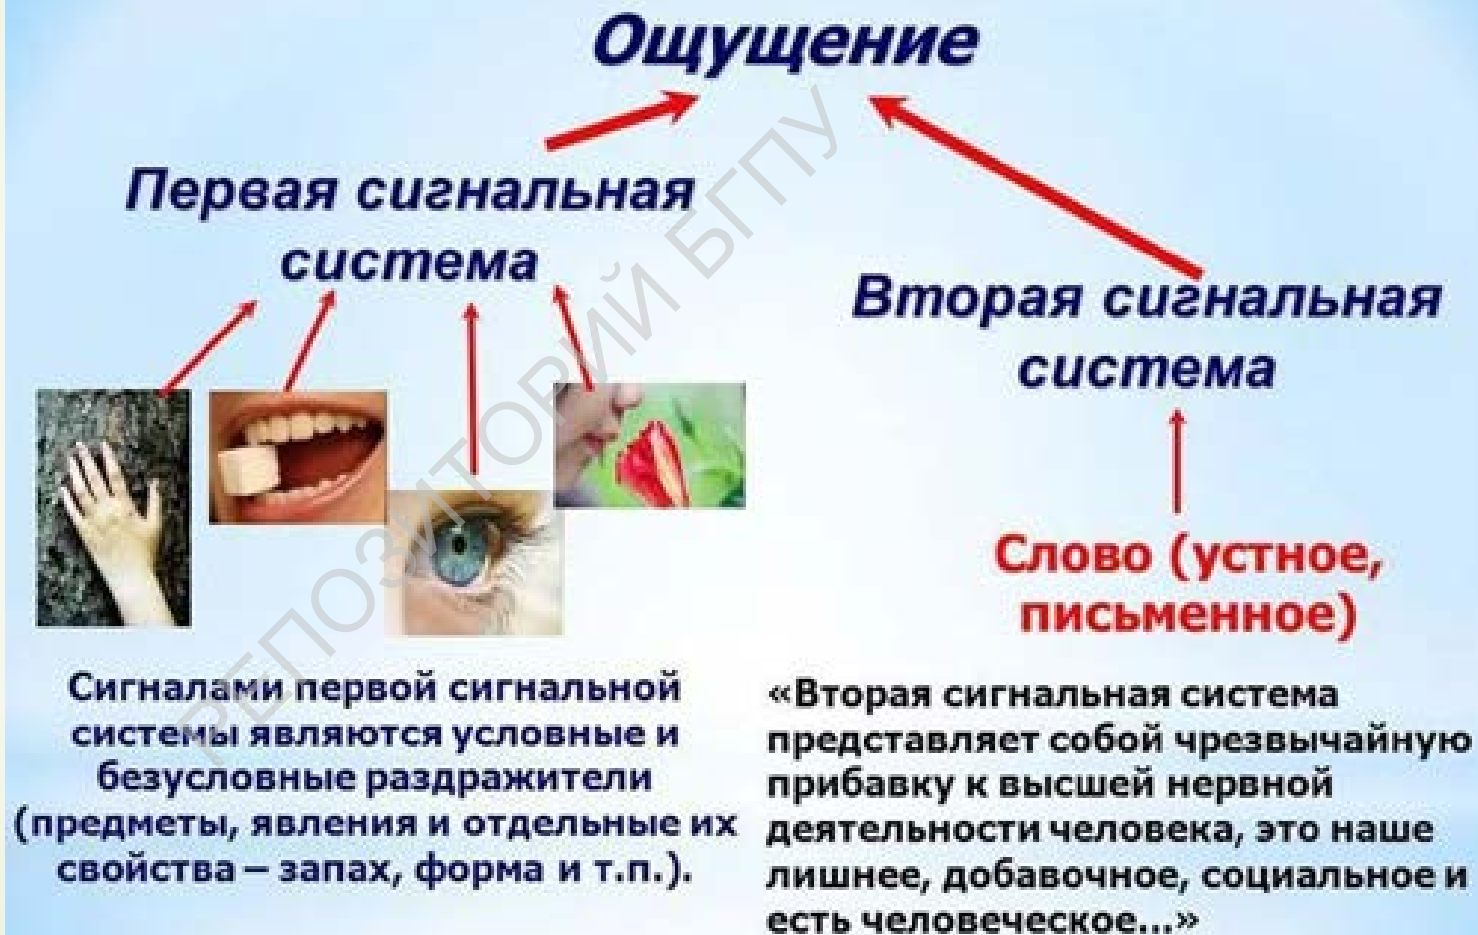 Ощущение
Первая сигнальная
система
Вторая сигнальная
система
Слово (устное,
письменное)
Сигналами первой сигнальной
системы являются условные и
безусловные раздражители
(предметы, явления и отдельные их
свойства – запах, форма и т.п.).
«Вторая сигнальная система
представляет собой чрезвычайную
прибавку к высшей нервной
деятельности человека, это наше
лишнее, добавочное, социальное и
есть человеческое...»
РЕПОЗИТОРИЙ БГПУ